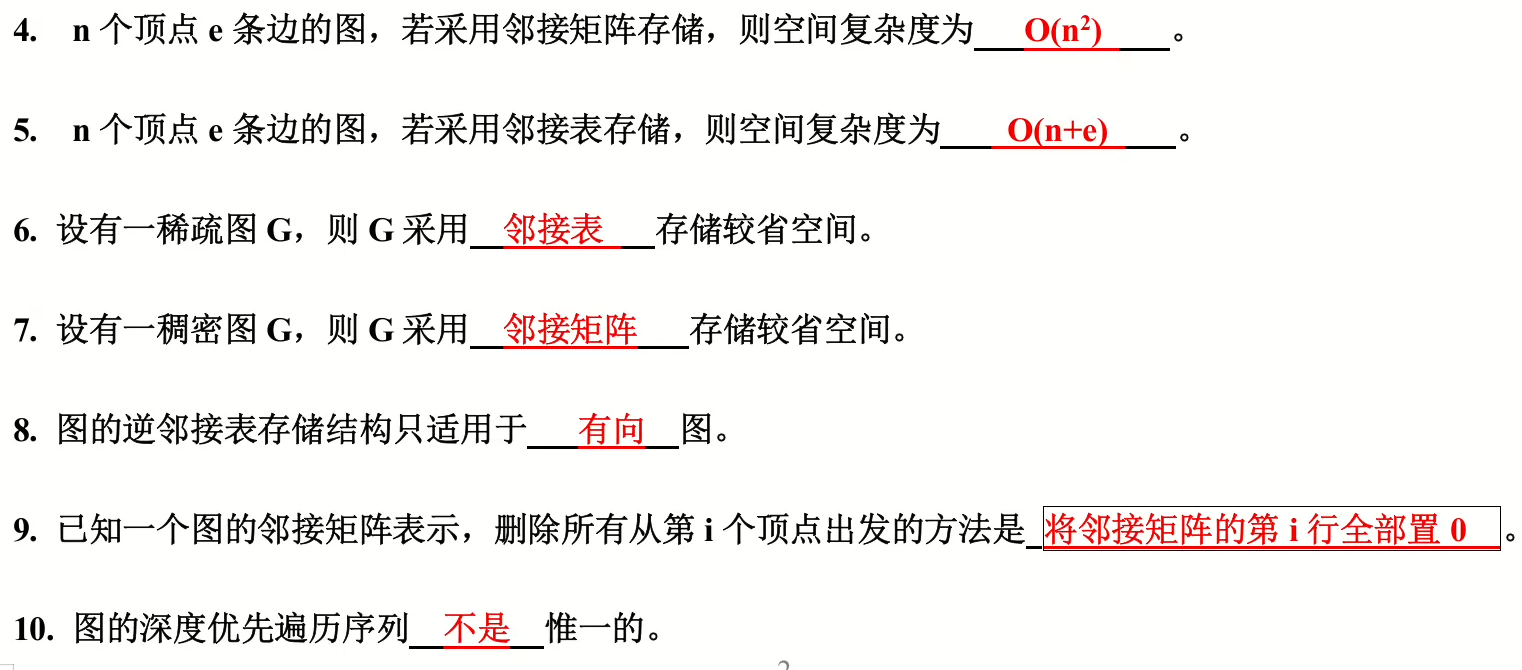 4. n 个顶点 e 条边的图，若采用邻接矩阵存储，则空间复杂度为 O(n²) 。
5. n 个顶点 e 条边的图，若采用邻接表存储，则空间复杂度为 O(n+e) 。
6. 设有一稀疏图 G，则 G 采用 邻接表 存储较省空间。
7. 设有一稠密图 G，则 G 采用 邻接矩阵 存储较省空间。
8. 图的逆邻接表存储结构只适用于 有向 图。
9. 已知一个图的邻接矩阵表示，删除所有从第 i 个顶点出发的方法是 将邻接矩阵的第 i 行全部置 0 。
10. 图的深度优先遍历序列 不是 惟一的。